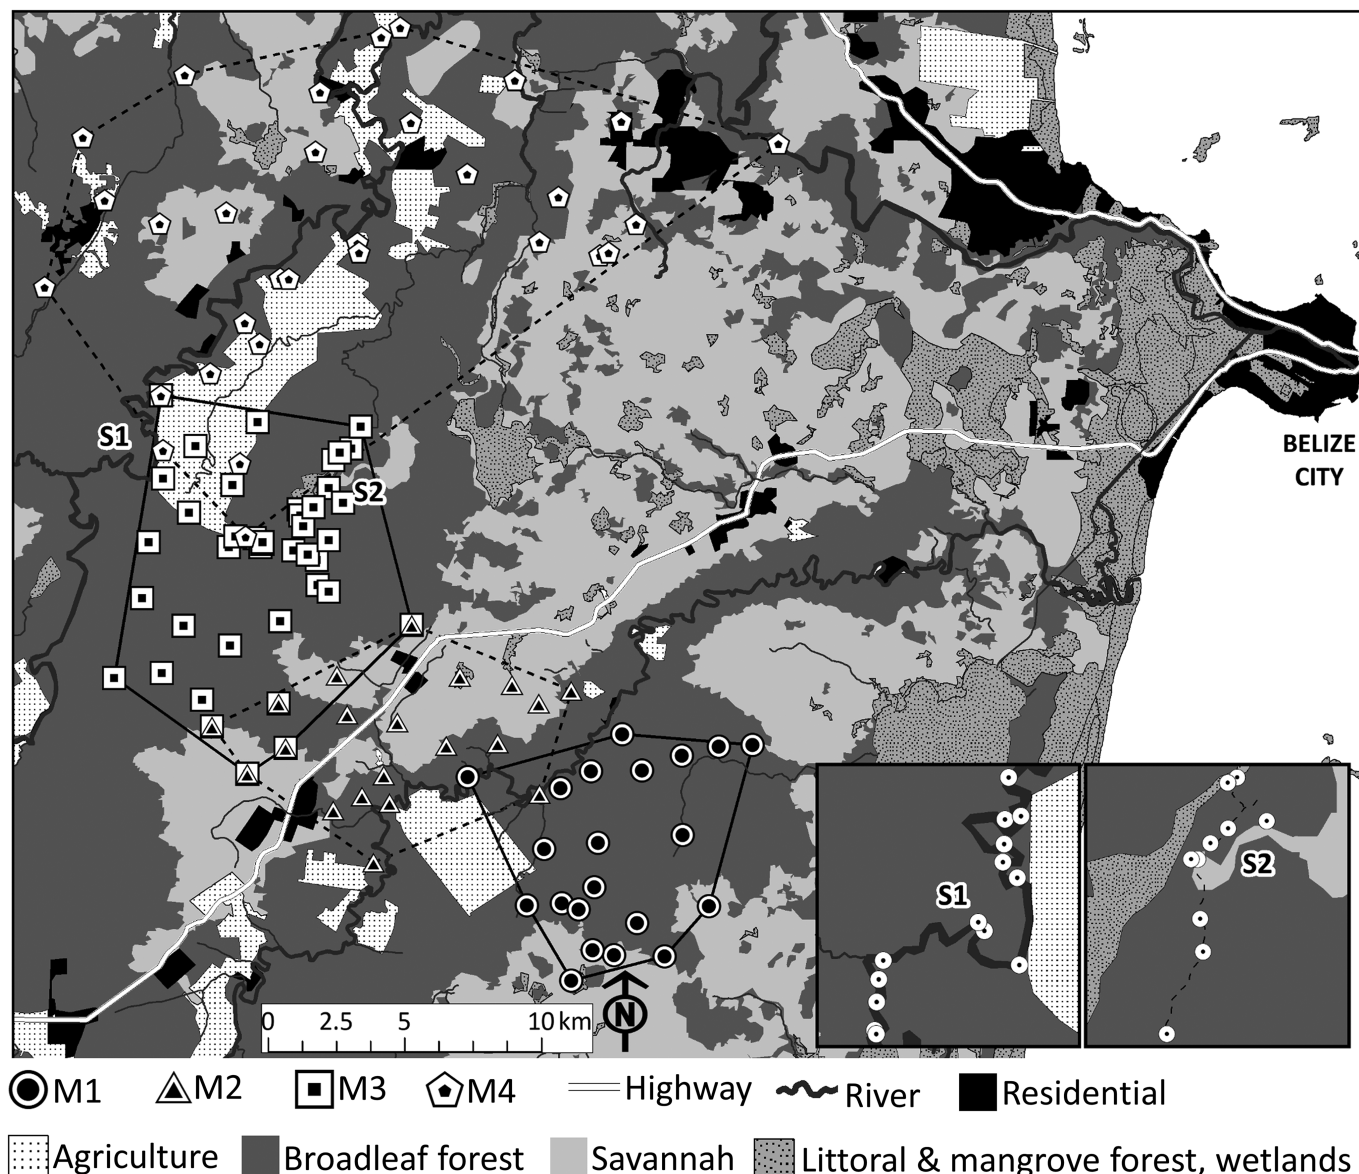 S1
S2
BELIZE
CITY
S1
S2
0 2.5 5 10 km
N
M1 M2 M3 M4 Highway River Residential
Agriculture Broadleaf forest Savannah Littoral & mangrove forest, wetlands